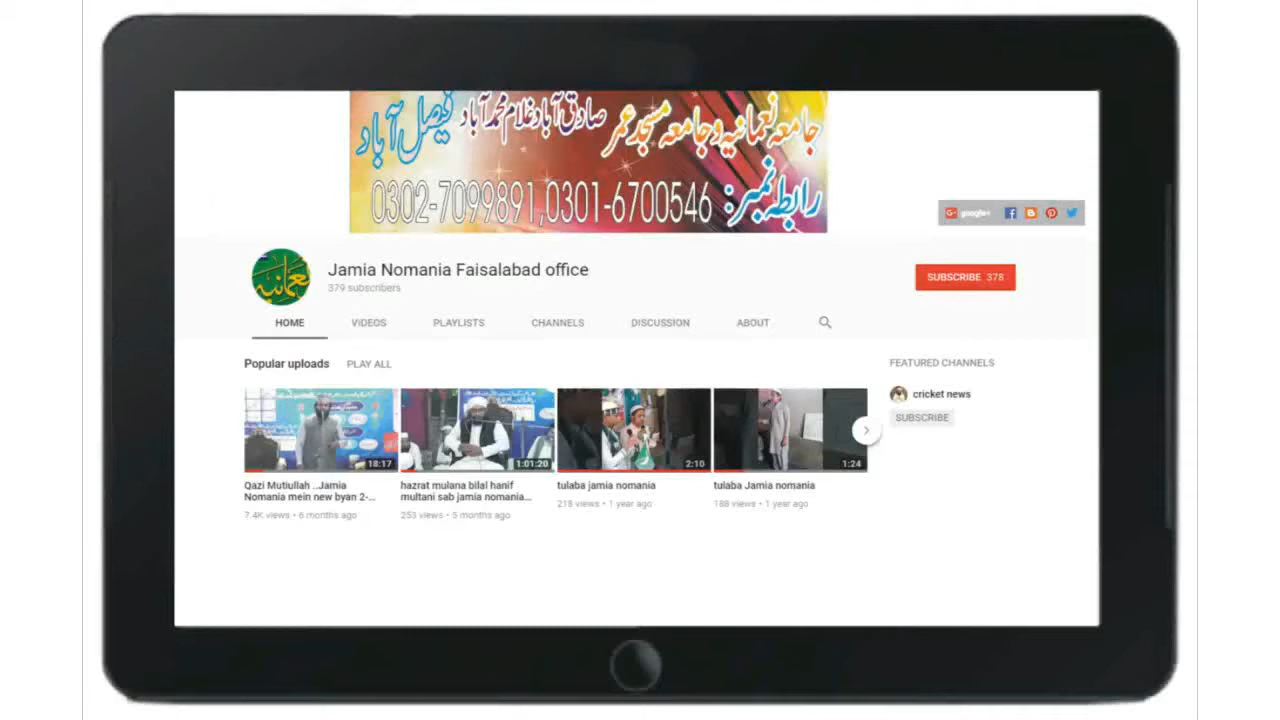 جامعہ نعمانیہ و جامعہ مسجد عمر صادق آباد غلام محمد آباد فیصل آباد
رابطہ نمبر: 0302-7099891,0301-6700546
google+
نعمانیہ
Jamia Nomania Faisalabad office
379 subscribers
SUBSCRIBE 378
HOME VIDEOS PLAYLISTS CHANNELS DISCUSSION ABOUT
Popular uploads PLAY ALL
FEATURED CHANNELS
cricket news
SUBSCRIBE
18:17 1:01:20 2:10 1:24
Qazi Mutiullah ..Jamia
Nomania mein new byan 2-...
7.4K views • 6 months ago
hazrat mulana bilal hanif
multani sab jamia nomania...
253 views • 5 months ago
tulaba jamia nomania
218 views • 1 year ago
tulaba Jamia nomania
188 views • 1 year ago